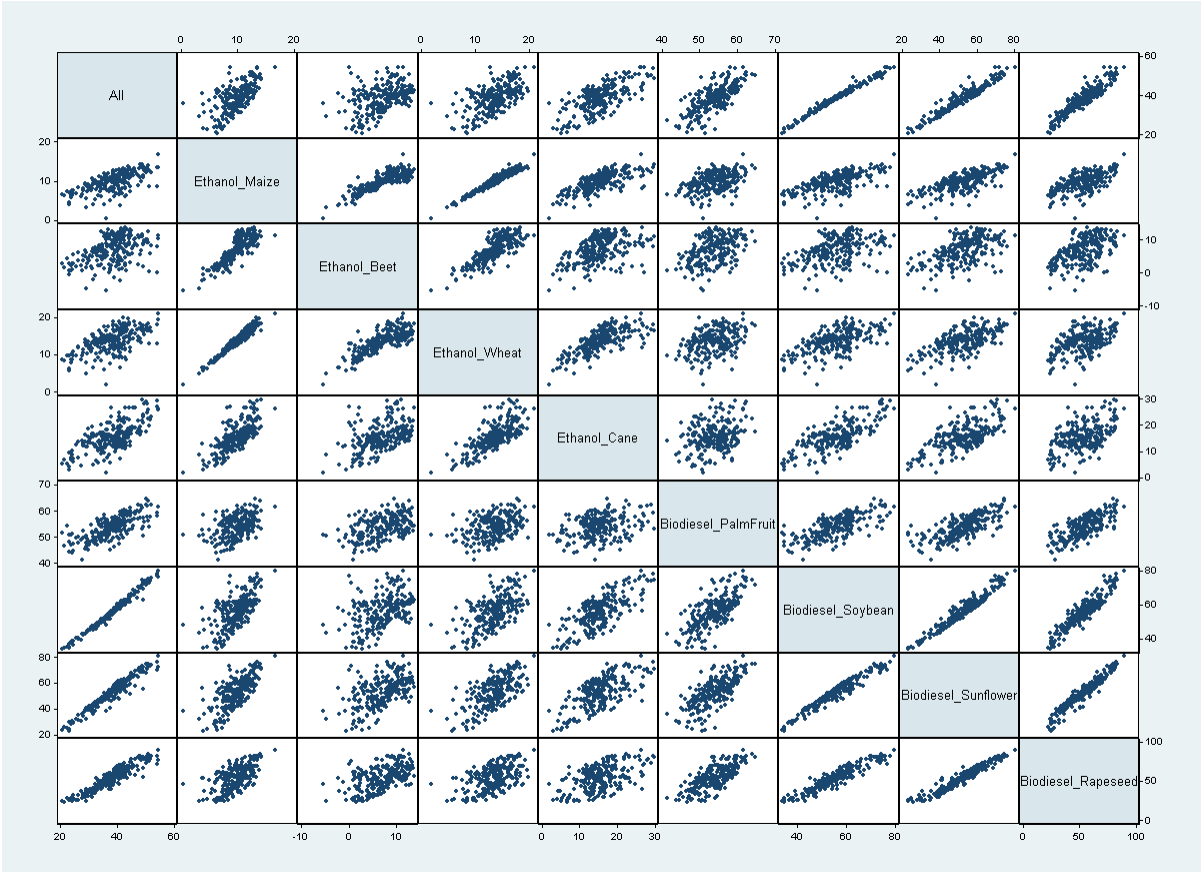 0 10 20 0 10 20 40 50 60 70 20 40 60 80
All
60
40
20
20
10
0
Ethanol_Maize
Ethanol_Beet
10
0
-10
20
10
0
Ethanol_Wheat
Ethanol_Cane
30
20
10
0
70
60
50
40
Biodiesel_PalmFruit
Biodiesel_Soybean
80
60
40
80
60
40
20
Biodiesel_Sunflower
Biodiesel_Rapeseed
100
50
0
20 40 60 -10 0 10 0 10 20 30 40 60 80 0 50 100